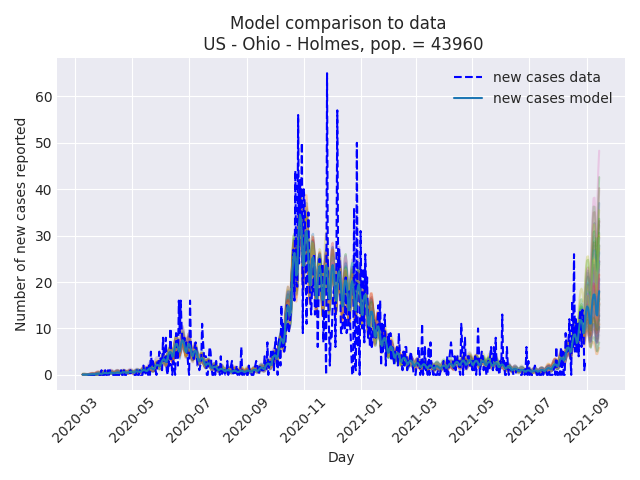 Model comparison to data
US - Ohio - Holmes, pop. = 43960
Number of new cases reported
60
50
40
30
20
10
0
new cases data
new cases model
2020-03
2020-05
2020-07
2020-09
2020-11
2021-01
2021-03
2021-05
2021-07
2021-09
Day